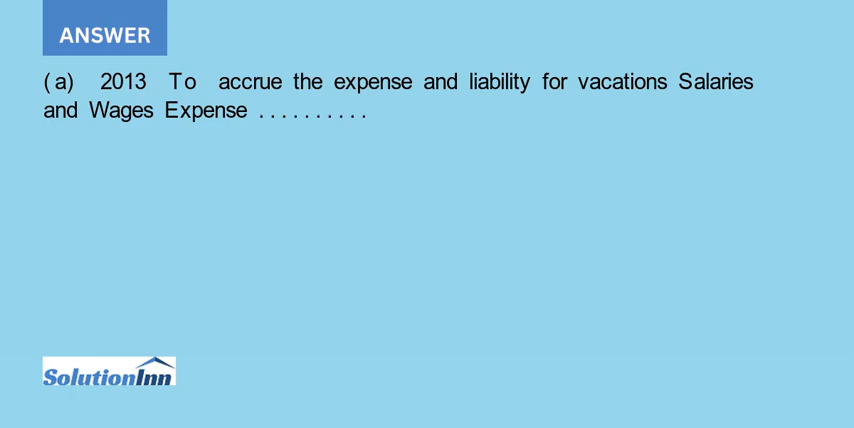 ANSWER
(a) 2013 To accrue the expense and liability for vacations Salaries
and Wages Expense . . . . . . . . . .
SolutionInn